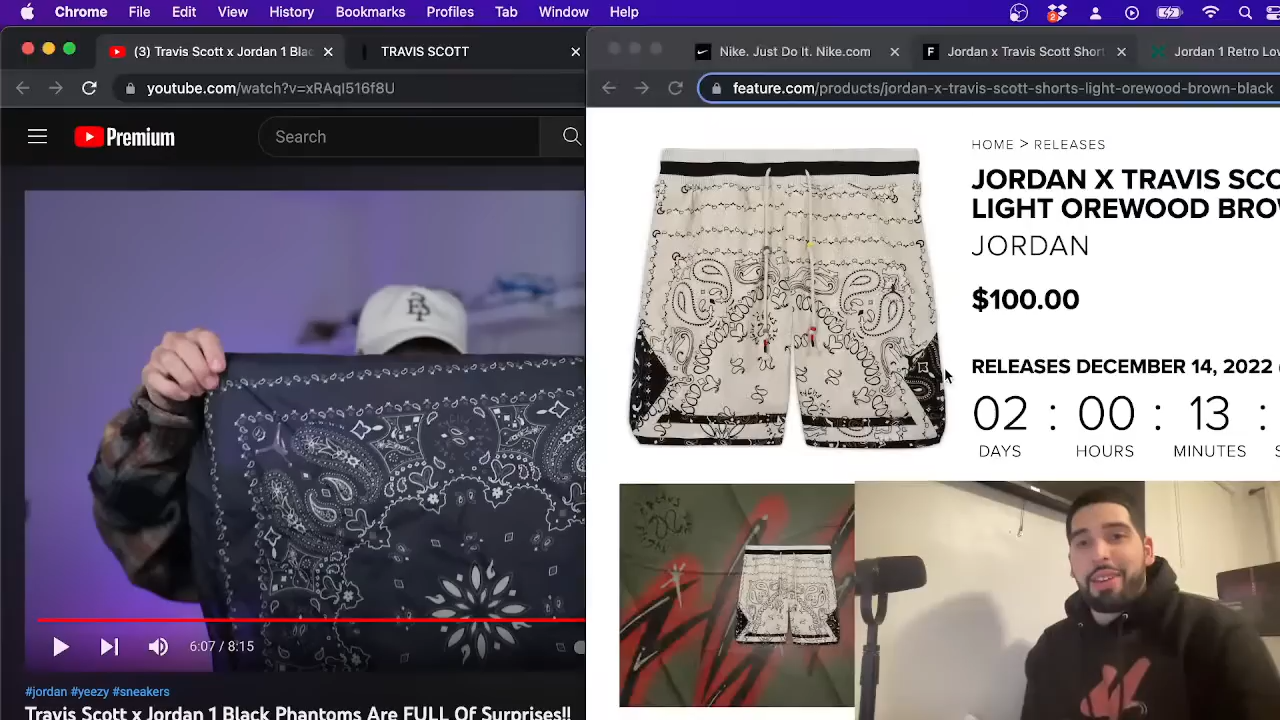 Chrome File Edit View History Bookmarks Profiles Tab Window Help
2
(3) Travis Scott x Jordan 1 Blac
TRAVIS SCOTT
Nike. Just Do It. Nike.com
F Jordan x Travis Scott Short
Jordan 1 Retro Lo
youtube.com/watch?v=xRAqI516f8U
feature.com/products/jordan-x-travis-scott-shorts-light-orewood-brown-black
Premium
Search
HOME > RELEASES
JORDAN X TRAVIS SCO
LIGHT OREWOOD BRO
JORDAN
$100.00
RELEASES DECEMBER 14, 2022
02 : 00 : 13 :
DAYS HOURS MINUTES S
6:07 / 8:15
#jordan #yeezy #sneakers
Travis Scott x Jordan 1 Black Phantoms Are FULL Of Surprises!!